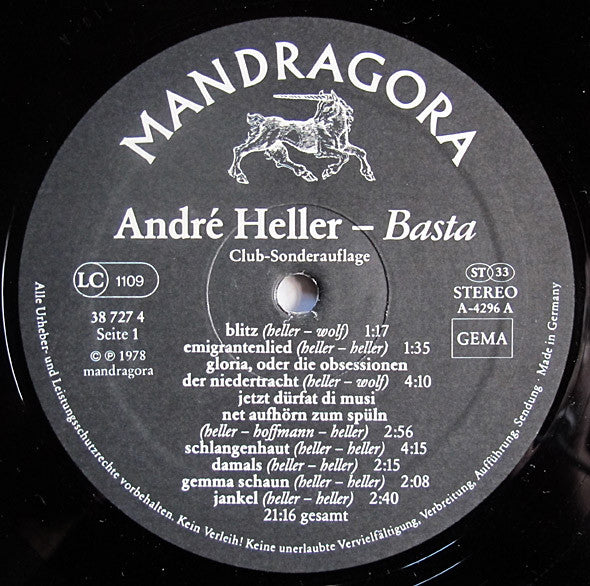 MANDRAGORA
André Heller – Basta
Club-Sonderauflage
LC 1109
38 727 4
Seite 1
© ℗ 1978
mandragora
ST 33
STEREO
A-4296 A
GEMA
blitz (heller – wolf) 1:17
emigrantenlied (heller – heller) 1:35
gloria, oder die obsessionen
der niedertracht (heller – wolf) 4:10
jetzt dürfat di musi
net aufhörn zum spüln
(heller – hoffmann – heller) 2:56
schlangenhaut (heller – heller) 4:15
damals (heller – heller) 2:15
gemma schaun (heller – heller) 2:08
jankel (heller – heller) 2:40
21:16 gesamt
Alle Urheber- und Leistungsschutzrechte vorbehalten. Kein Verleih! Keine unerlaubte Vervielfältigung, Verbreitung, Aufführung, Sendung · Made in Germany